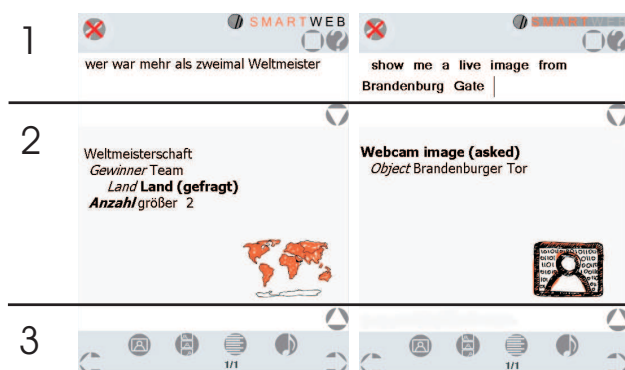 1
SMARTWEB
wer war mehr als zweimal Weltmeister
SMARTWEB
show me a live image from
Brandenburg Gate
2
Weltmeisterschaft
Gewinner Team
Land Land (gefragt)
Anzahl größer 2
Webcam image (asked)
Object Brandenburger Tor
3
1/1
1/1